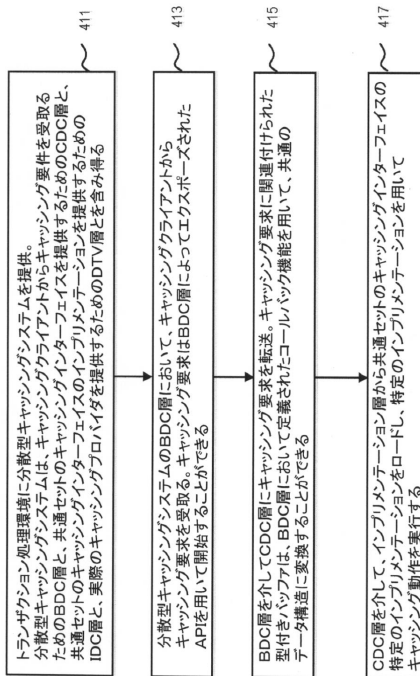 トランザクション処理環境に分散型キャッシングシステムを提供。
分散型キャッシングシステムは、キャッシングクライアントからキャッシング要件を受取る
ためのBDC層と、共通セットのキャッシングインターフェイスを提供するためのCDC層と、
共通セットのキャッシングインターフェイスのインプリメンテーションを提供するための
IDC層と、実際のキャッシングプロバイダを提供するためのDTV層とを含み得る
411
分散型キャッシングシステムのBDC層において、キャッシングクライアントから
キャッシング要求を受取る。キャッシング要求はBDC層によってエクスポーズされた
APIを用いて開始することができる
413
BDC層を介してCDC層にキャッシング要求を転送。キャッシング要求に関連付けられた
型付きバッファは、BDC層において定義されたコールバック機能を用いて、共通の
データ構造に変換することができる
415
CDC層を介して、インプリメンテーション層から共通セットのキャッシングインターフェイスの
特定のインプリメンテーションをロードし、特定のインプリメンテーションを用いて
キャッシング動作を実行する
417